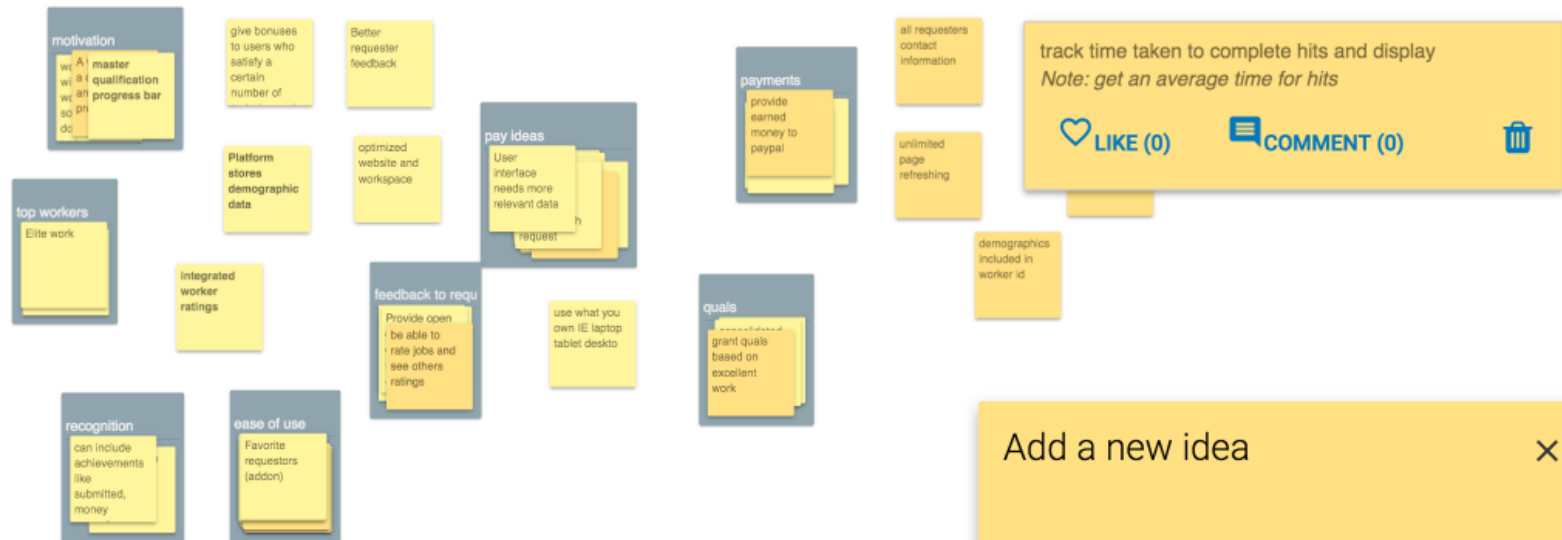 motivation
A
master
qualification
progress bar
give bonuses
to users who
satisfy a
certain
number of
Better
requester
feedback
Platform
stores
demographic
data
optimized
website and
workspace
top workers
Elite work
Integrated
worker
ratings
pay ideas
User
interface
needs more
relevant data
request
feedback to requ
Provide open
be able to
rate jobs and
see others
ratings
use what you
own IE laptop
tablet deskto
recognition
can include
achievements
like
submitted,
money
ease of use
Favorite
requestors
(addon)
payments
provide
earned
money to
paypal
quals
grant quals
based on
excellent
work
all requesters
contact
information
unlimited
page
refreshing
demographics
included in
worker id
track time taken to complete hits and display
Note: get an average time for hits
LIKE (0)
COMMENT (0)
Add a new idea
×